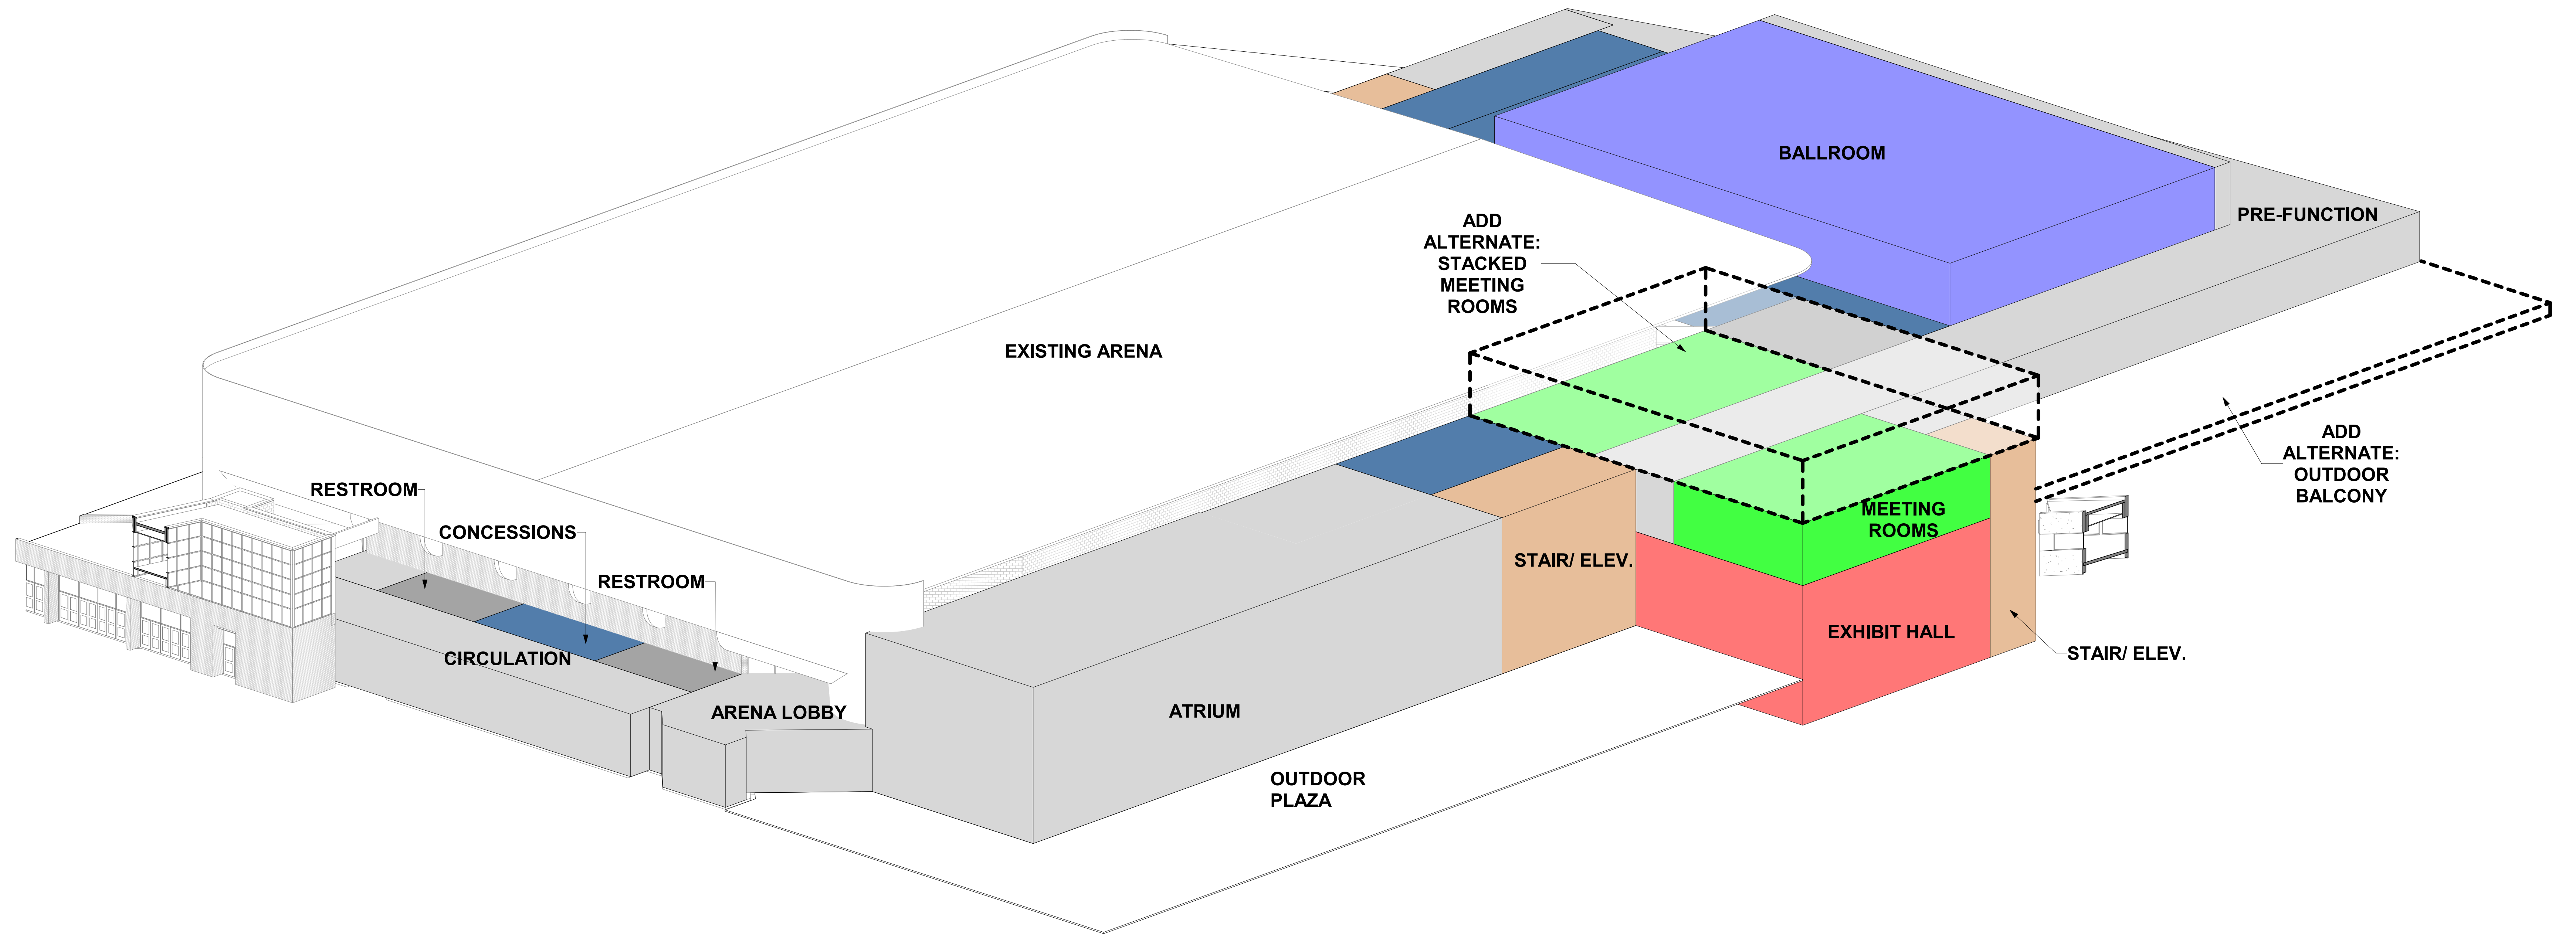 BALLROOM
PRE-FUNCTION
ADD
ALTERNATE:
STACKED
MEETING
ROOMS
EXISTING ARENA
ADD
ALTERNATE:
OUTDOOR
BALCONY
RESTROOM
CONCESSIONS
RESTROOM
MEETING
ROOMS
STAIR/ ELEV.
EXHIBIT HALL
STAIR/ ELEV.
CIRCULATION
ARENA LOBBY
ATRIUM
OUTDOOR
PLAZA